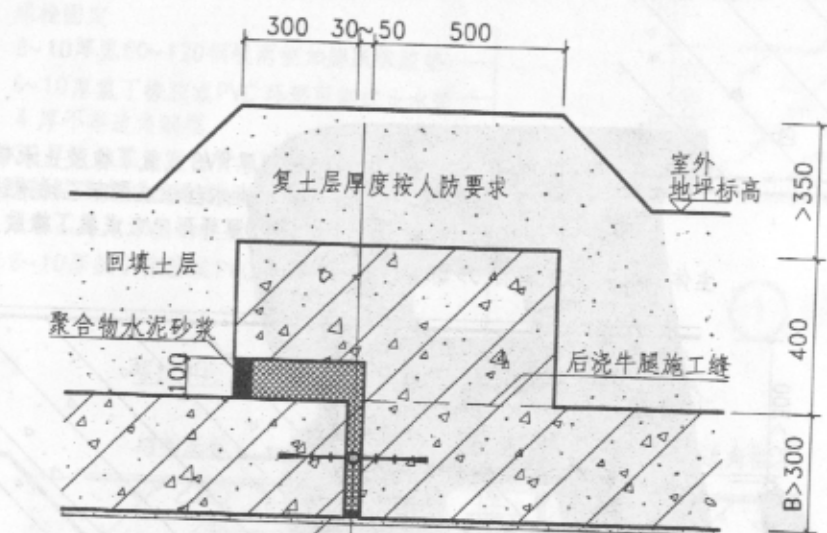 300 30~50 500
室外
地坪标高
>350
复土层厚度按人防要求
回填土层
聚合物水泥砂浆
100
后浇牛腿施工缝
400
B>300